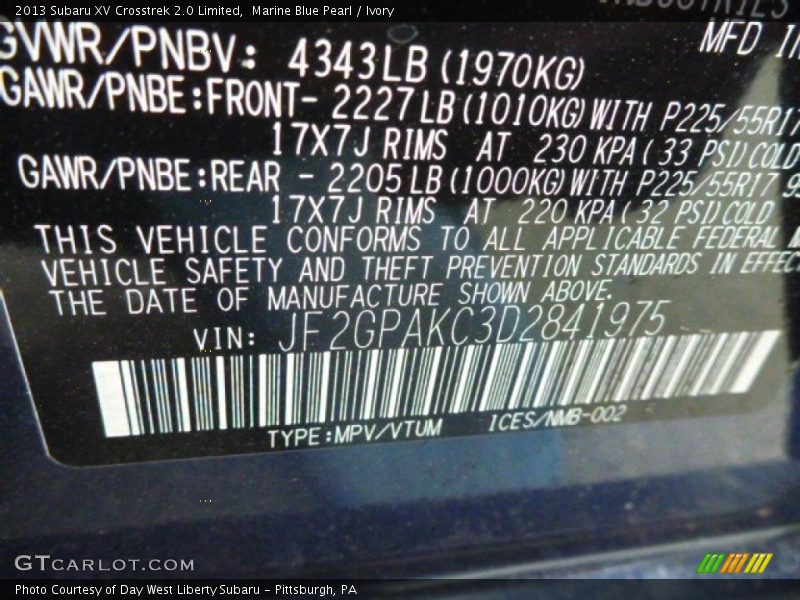 2013 Subaru XV Crosstrek 2.0 Limited, Marine Blue Pearl / Ivory
MFD IN
GVWR/PNBV: 4343LB (1970KG)
GAWR/PNBE:FRONT- 2227LB(1010KG)WITH P225/55R17
17X7J RIMS AT 230 KPA(33 PSI)COLD
GAWR/PNBE:REAR - 2205LB(1000KG)WITH P225/55R17 9
17X7J RIMS AT 220 KPA(32 PSI)COLD
THIS VEHICLE CONFORMS TO ALL APPLICABLE FEDERAL M
VEHICLE SAFETY AND THEFT PREVENTION STANDARDS IN EFFEC
THE DATE OF MANUFACTURE SHOWN ABOVE.
VIN: JF2GPAKC3D2841975
TYPE:MPV/VTUM ICES/NMB-002
GTCARLOT.COM
Photo Courtesy of Day West Liberty Subaru - Pittsburgh, PA